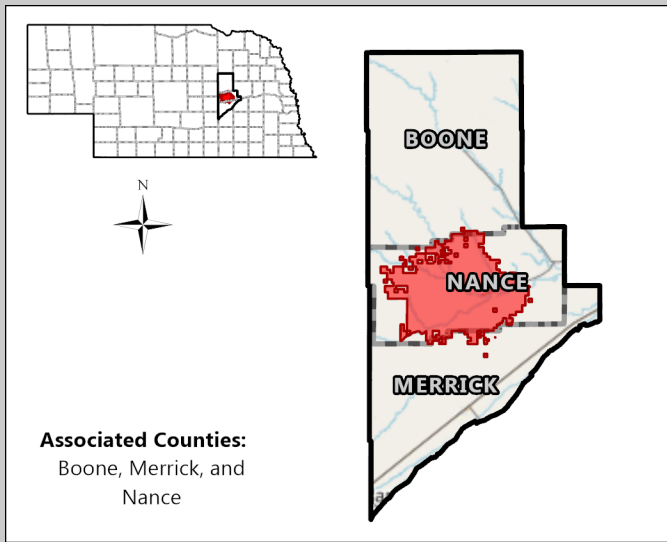 BOONE
N
NANCE
MERRICK
Associated Counties:
Boone, Merrick, and
Nance